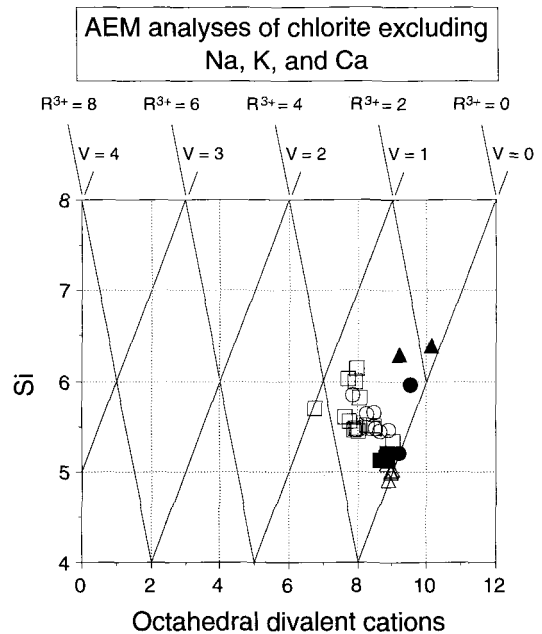 AEM analyses of chlorite excluding
Na, K, and Ca
R³⁺ = 8 R³⁺ = 6 R³⁺ = 4 R³⁺ = 2 R³⁺ = 0
V = 4 V = 3 V = 2 V = 1 V = 0
8
7
6
5
4
Si
0 2 4 6 8 10 12
Octahedral divalent cations